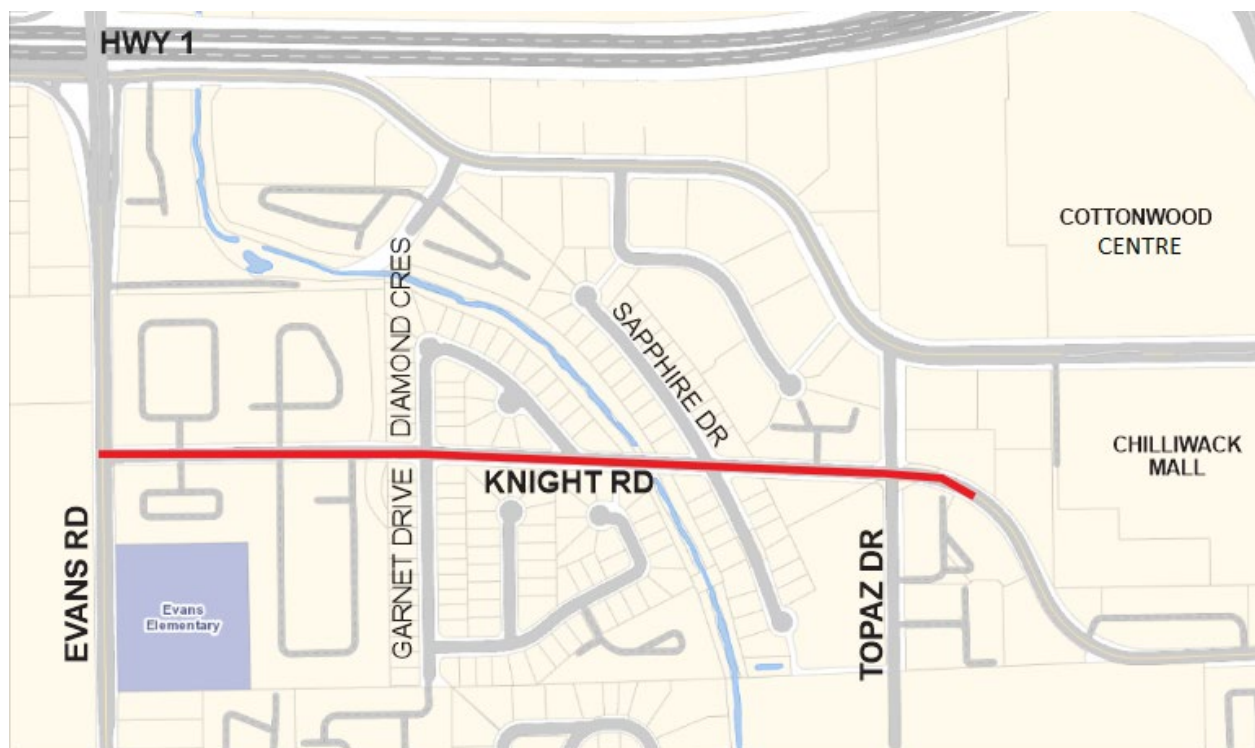 HWY 1
COTTONWOOD
CENTRE
DIAMOND CRES
SAPPHIRE DR
CHILLIWACK
MALL
KNIGHT RD
GARNET DRIVE
EVANS RD
TOPAZ DR
Evans
Elementary